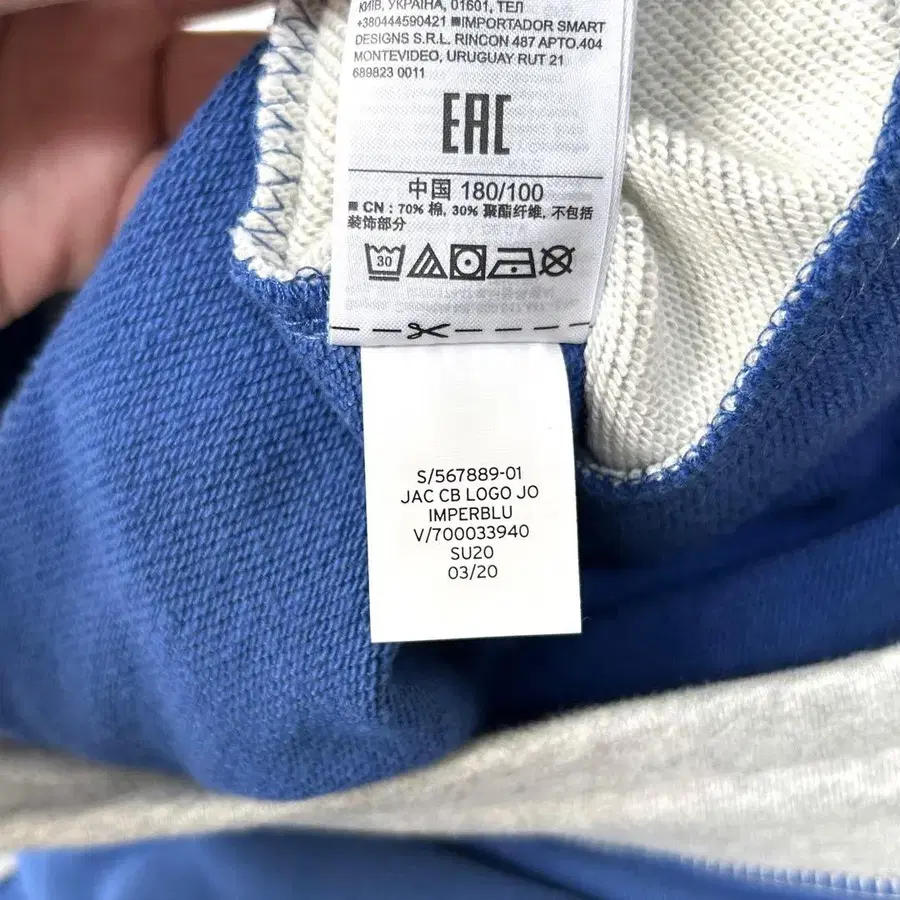 КИЇВ, УКРАЇНА, 01601, ТЕЛ
+380444590421 ■IMPORTADOR SMART
DESIGNS S.R.L. RINCON 487 APTO.404
MONTEVIDEO, URUGUAY RUT 21
689823 0011
EAC
中国 180/100
■ CN : 70% 棉, 30% 聚酯纤维, 不包括
装饰部分
30
S/567889-01
JAC CB LOGO JO
IMPERBLU
V/700033940
SU20
03/20